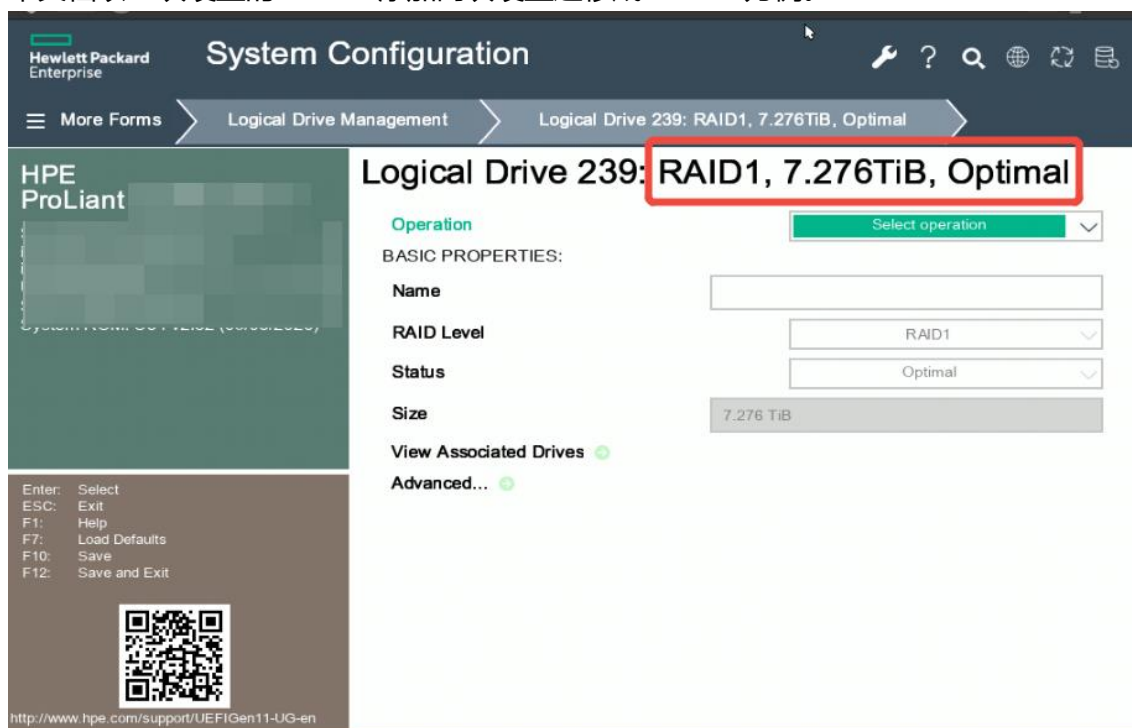 Hewlett Packard
Enterprise
System Configuration
More Forms
Logical Drive Management
Logical Drive 239: RAID1, 7.276TiB, Optimal
HPE
ProLiant
Logical Drive 239: RAID1, 7.276TiB, Optimal
Operation
Select operation
BASIC PROPERTIES:
Name
RAID Level
RAID1
Status
Optimal
Size
7.276 TiB
View Associated Drives
Advanced...
Enter: Select
ESC: Exit
F1: Help
F7: Load Defaults
F10: Save
F12: Save and Exit
http://www.hpe.com/support/UEFIGen11-UG-en